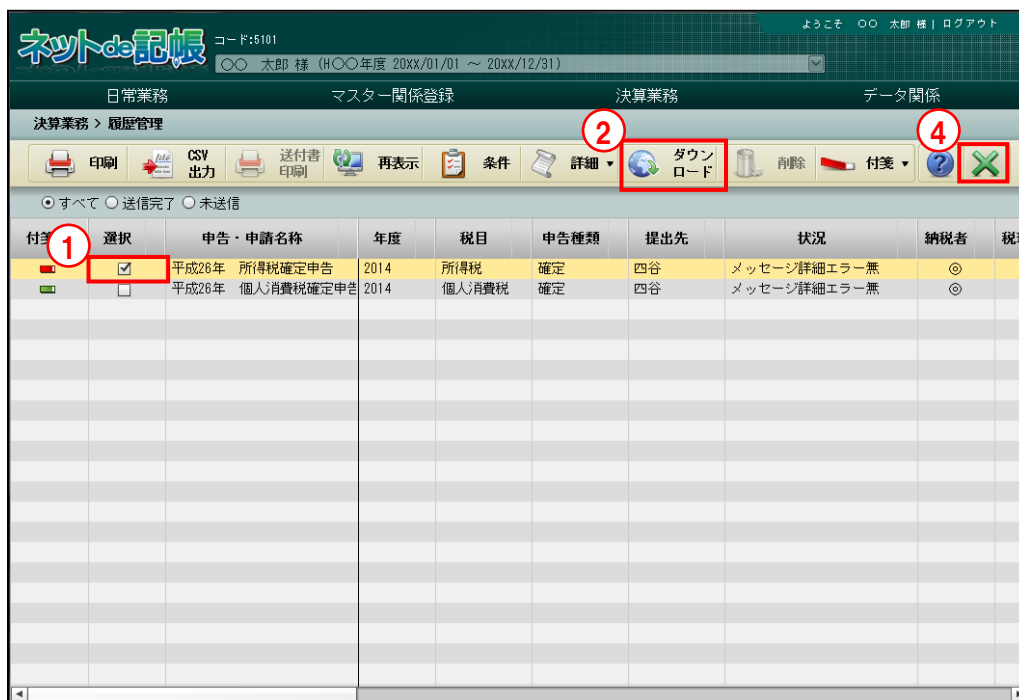 ようこそ 〇〇 太郎 様 | ログアウト
ネットde記帳
コード:5101
〇〇 太郎 様 (H〇〇年度 20XX/01/01 ～ 20XX/12/31)
日常業務 マスター関係登録 決算業務 データ関係
決算業務 > 履歴管理
② ④
印刷 CSV出力 送付書印刷 再表示 条件 詳細▼ ダウンロード 削除 付箋▼ ?
すべて 送信完了 未送信
付箋 選択 申告・申請名称 年度 税目 申告種類 提出先 状況 納税者
①
平成26年 所得税確定申告 2014 所得税 確定 四谷 メッセージ詳細エラー無 ◎
平成26年 個人消費税確定申告 2014 個人消費税 確定 四谷 メッセージ詳細エラー無 ◎